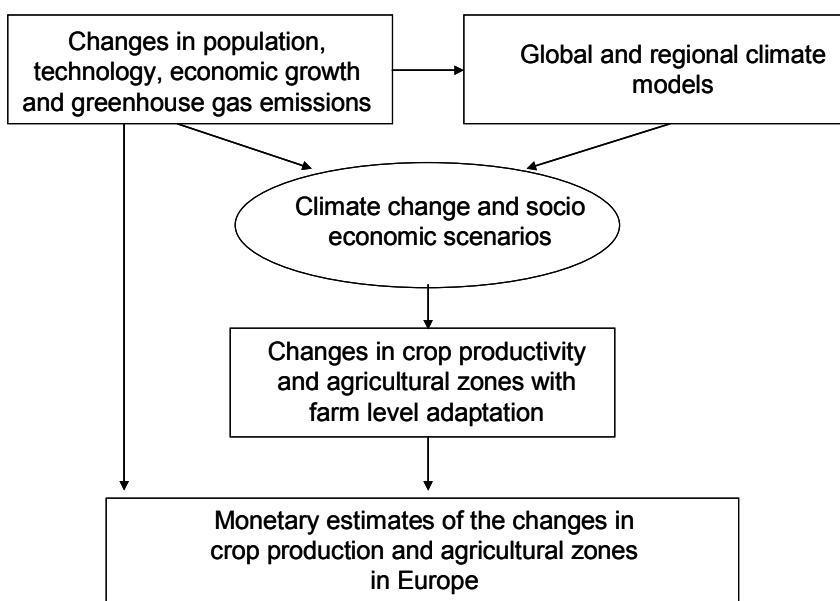 Changes in population,
technology, economic growth
and greenhouse gas emissions
Global and regional climate
models
Climate change and socio
economic scenarios
Changes in crop productivity
and agricultural zones with
farm level adaptation
Monetary estimates of the changes in
crop production and agricultural zones
in Europe